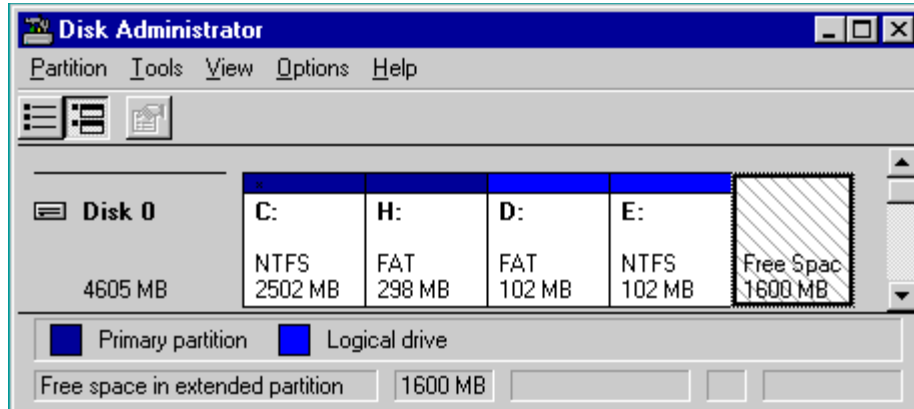 Disk Administrator
Partition Tools View Options Help
Disk 0
4605 MB
C:
NTFS
2502 MB
H:
FAT
298 MB
D:
FAT
102 MB
E:
NTFS
102 MB
Free Spac
1600 MB
Primary partition Logical drive
Free space in extended partition 1600 MB